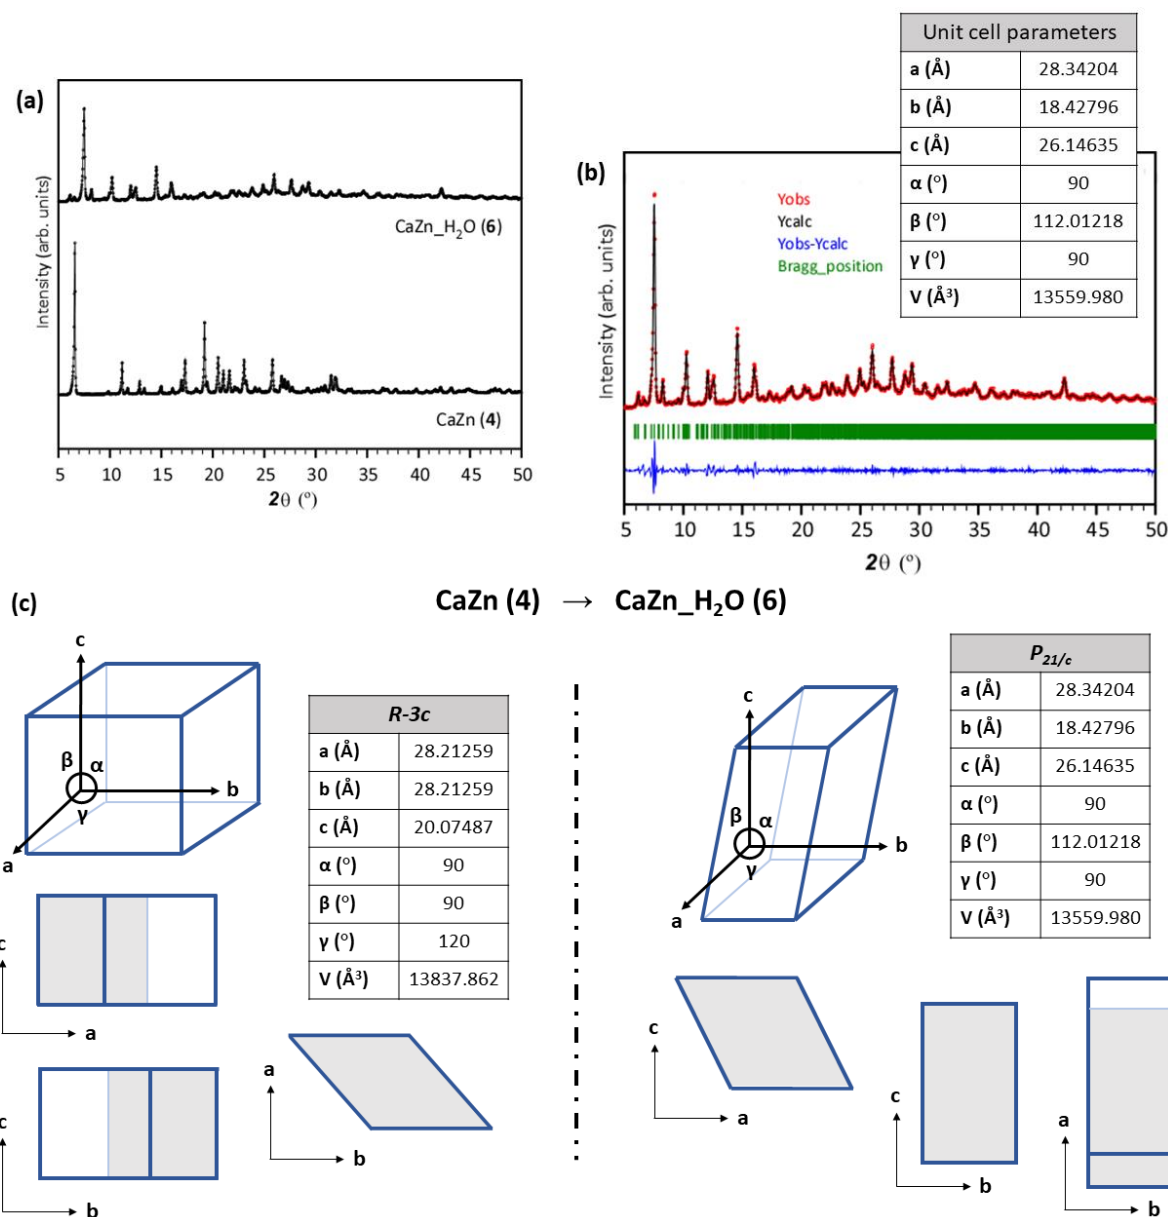 Unit cell parameters
a (Å) 28.34204
b (Å) 18.42796
c (Å) 26.14635
α (°) 90
β (°) 112.01218
γ (°) 90
V (Å³) 13559.980
(a)
Intensity (arb. units)
CaZn_H₂O (6)
CaZn (4)
5 10 15 20 25 30 35 40 45 50
2θ (°)
(b)
Intensity (arb. units)
Yobs
Ycalc
Yobs-Ycalc
Bragg_position
5 10 15 20 25 30 35 40 45 50
2θ (°)
(c)
CaZn (4) → CaZn_H₂O (6)
c
β α
b
γ
a
R-3c
a (Å) 28.21259
b (Å) 28.21259
c (Å) 20.07487
α (°) 90
β (°) 90
γ (°) 120
V (Å³) 13837.862
c
a
c
b
a
b
c
β α
b
γ
a
P21/c
a (Å) 28.34204
b (Å) 18.42796
c (Å) 26.14635
α (°) 90
β (°) 112.01218
γ (°) 90
V (Å³) 13559.980
c
a
c
b
a
b